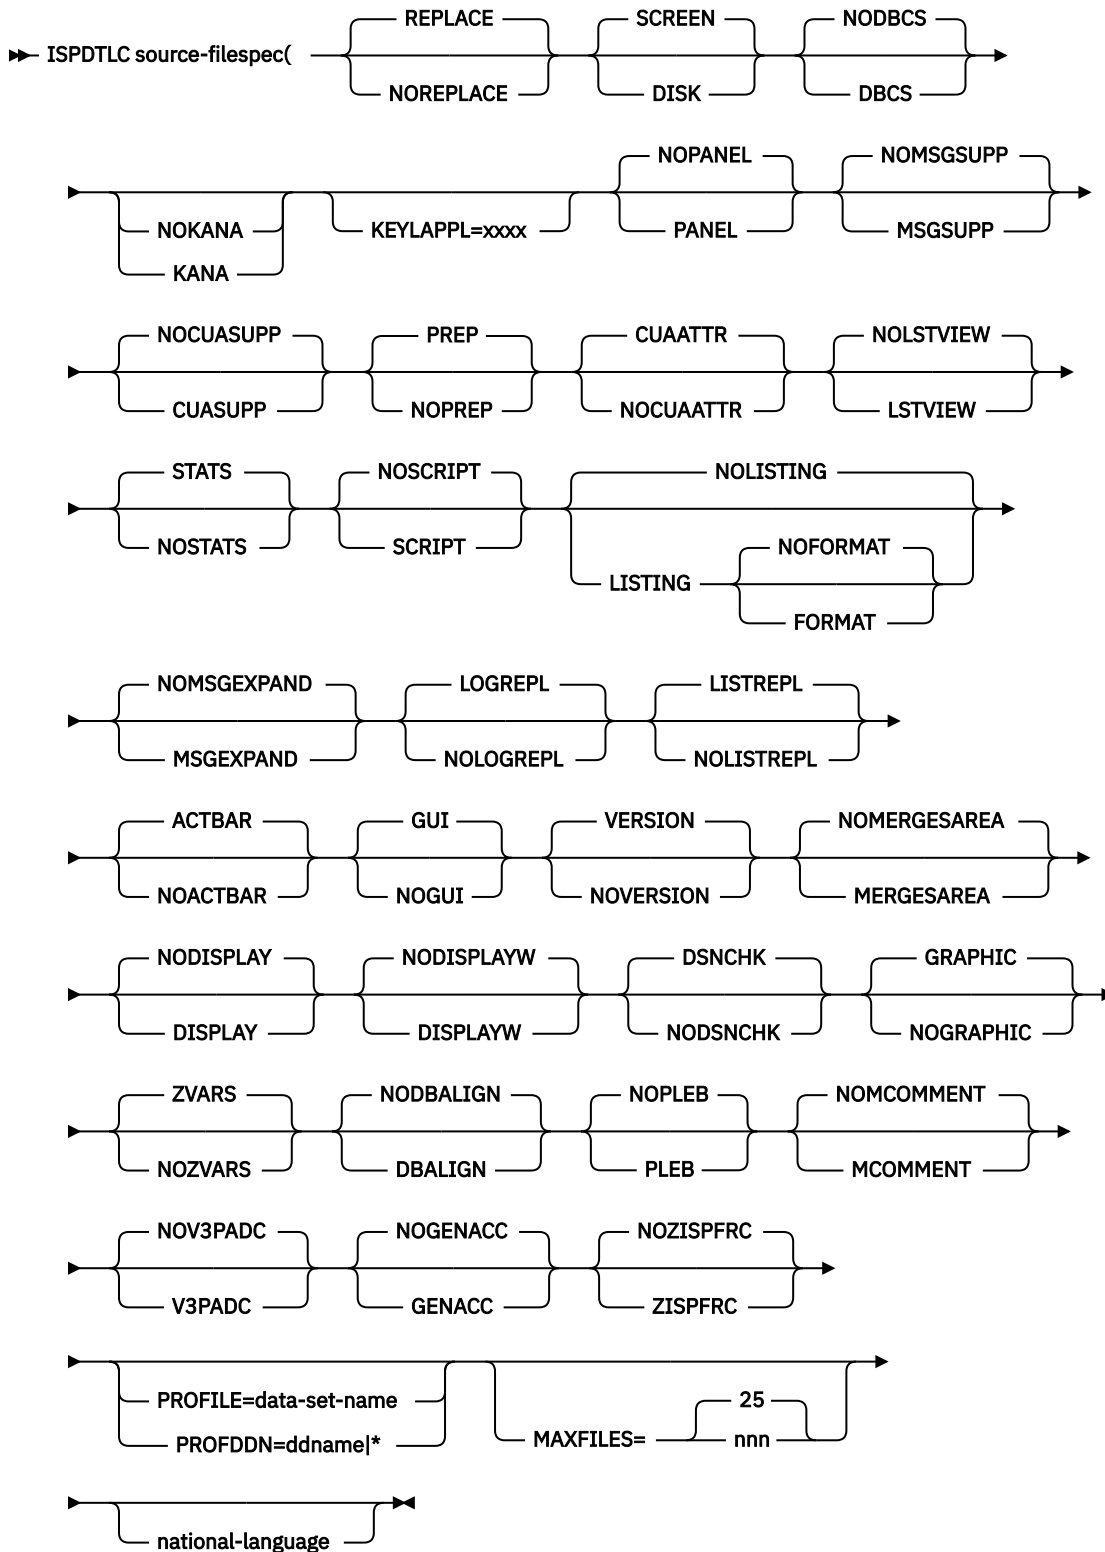 REPLACE SCREEN NODBCS
ISPDTLC source-filespec(
NOREPLACE DISK DBCS
NOPANEL NOMSGSUPP
NOKANA KEYLAPPL=xxxx PANEL MSGSUPP
KANA
NOCUASUPP PREP CUAATTR NOLSTVIEW
CUASUPP NOPREP NOCUAATTR LSTVIEW
STATS NOSCRIPT NOLISTING
NOSTATS SCRIPT NOFORMAT
LISTING
FORMAT
NOMSGEXPAND LOGREPL LISTREPL
MSGEXPAND NOLOGREPL NOLISTREPL
ACTBAR GUI VERSION NOMERGESAREA
NOACTBAR NOGUI NOVERSION MERGESAREA
NODISPLAY NODISPLAYW DSNCHK GRAPHIC
DISPLAY DISPLAYW NODSNCHK NOGRAPHIC
ZVARS NODBALIGN NOPLEB NOMCOMMENT
NOZVARS DBALIGN PLEB MCOMMENT
NOV3PADC NOGENACC NOZISPFRC
V3PADC GENACC ZISPFRC
PROFILE=data-set-name 25
PROFDDN=ddname|* MAXFILES= nnn
national-language